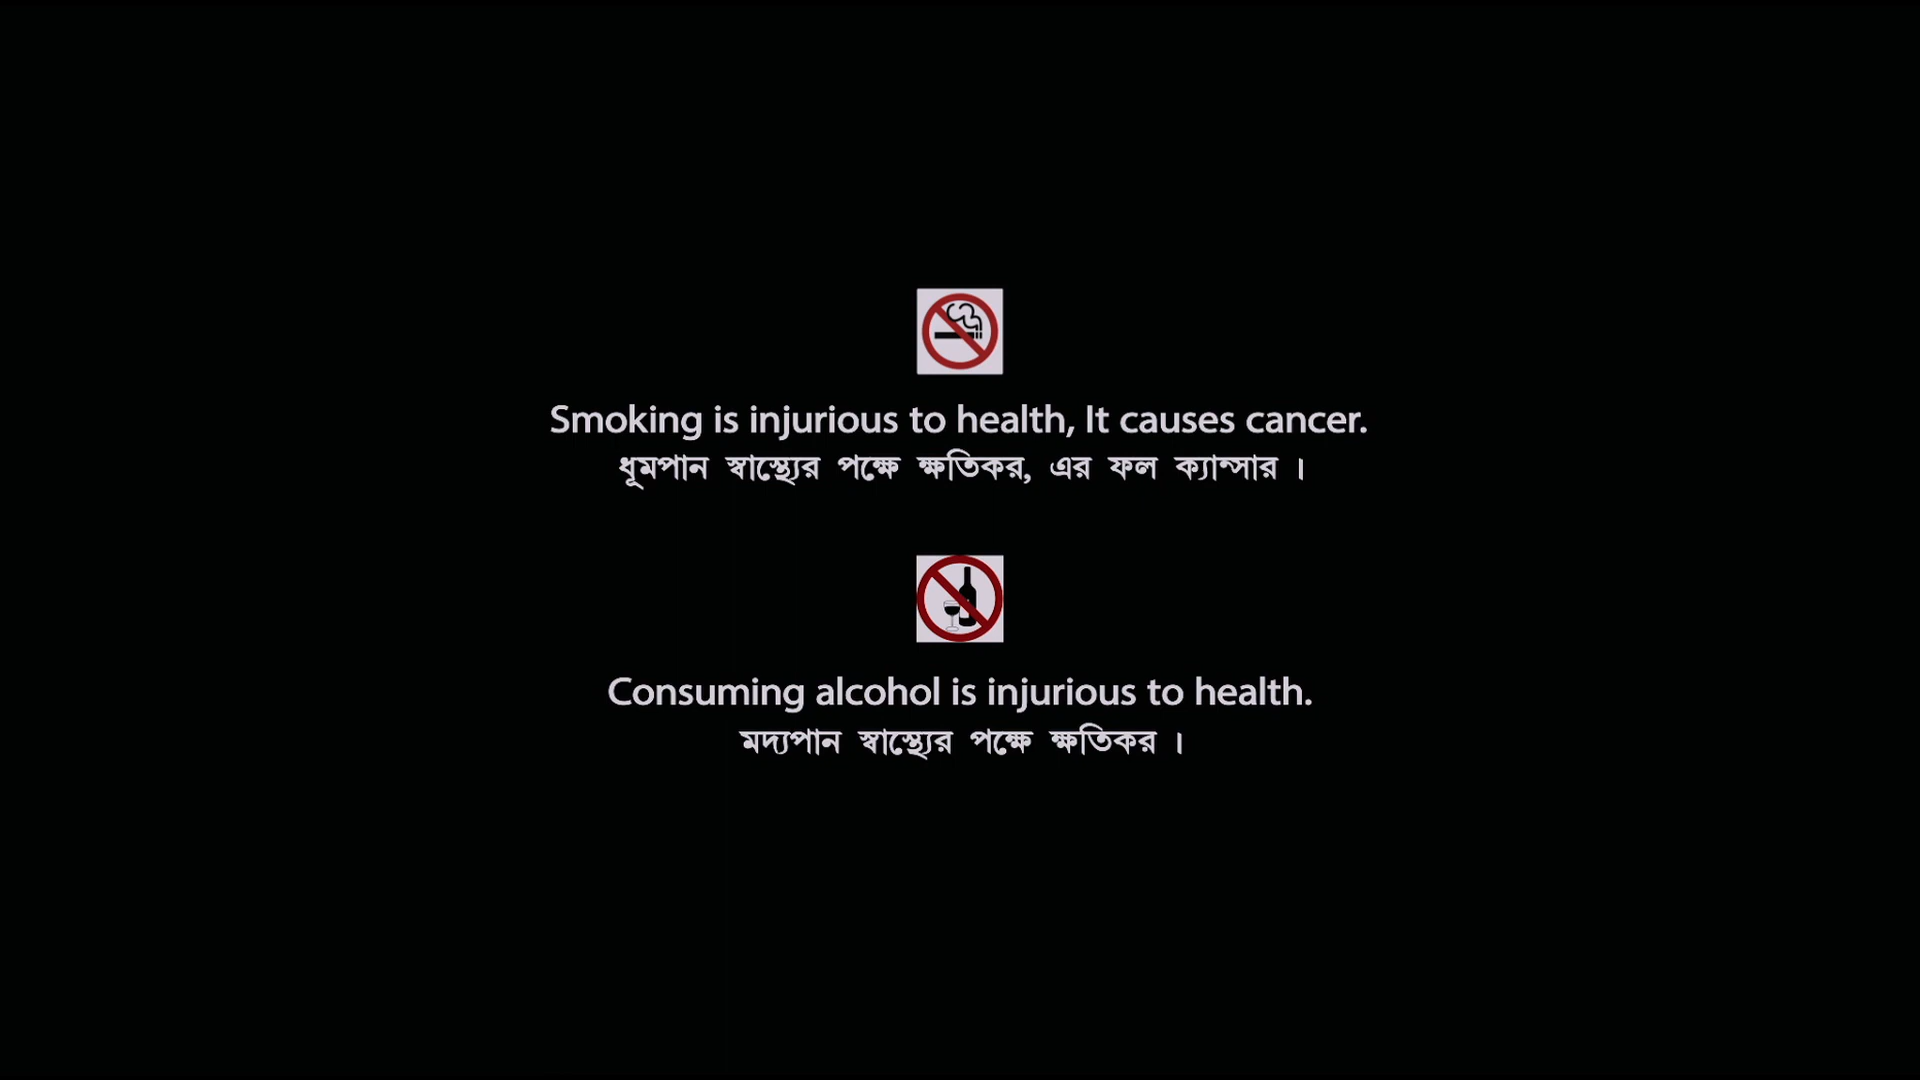 Smoking is injurious to health, It causes cancer.
ধূমপান স্বাস্থ্যের পক্ষে ক্ষতিকর, এর ফল ক্যান্সার ।
Consuming alcohol is injurious to health.
মদ্যপান স্বাস্থ্যের পক্ষে ক্ষতিকর ।